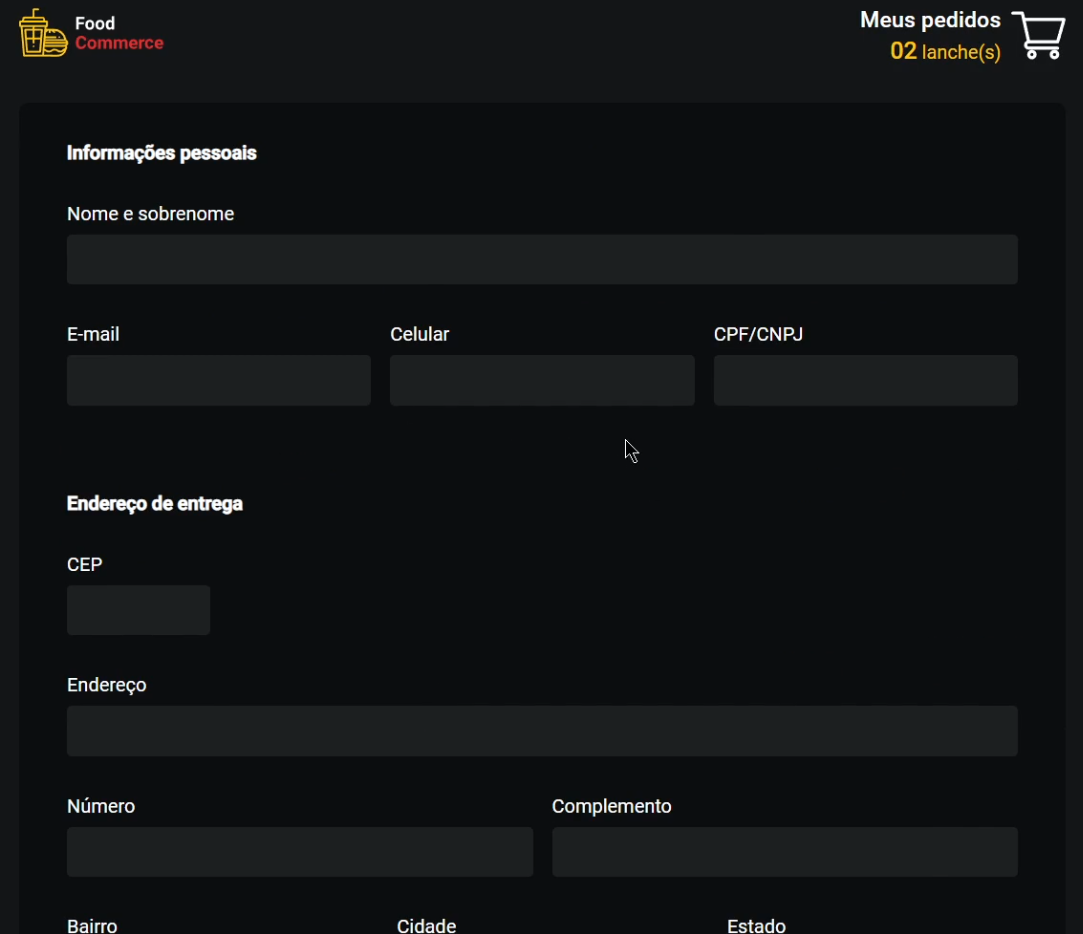 Food
Commerce
Meus pedidos
02 lanche(s)
Informações pessoais
Nome e sobrenome
E-mail
Celular
CPF/CNPJ
Endereço de entrega
CEP
Endereço
Número
Complemento
Bairro
Cidade
Estado